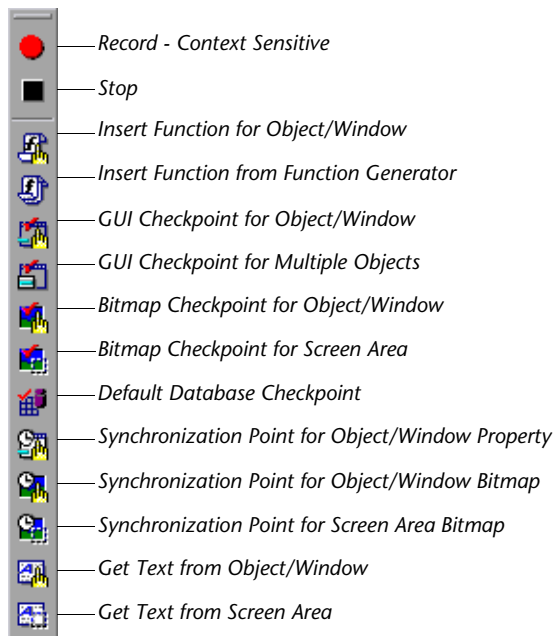 Record - Context Sensitive
Stop
Insert Function for Object/Window
Insert Function from Function Generator
GUI Checkpoint for Object/Window
GUI Checkpoint for Multiple Objects
Bitmap Checkpoint for Object/Window
Bitmap Checkpoint for Screen Area
Default Database Checkpoint
Synchronization Point for Object/Window Property
Synchronization Point for Object/Window Bitmap
Synchronization Point for Screen Area Bitmap
Get Text from Object/Window
Get Text from Screen Area